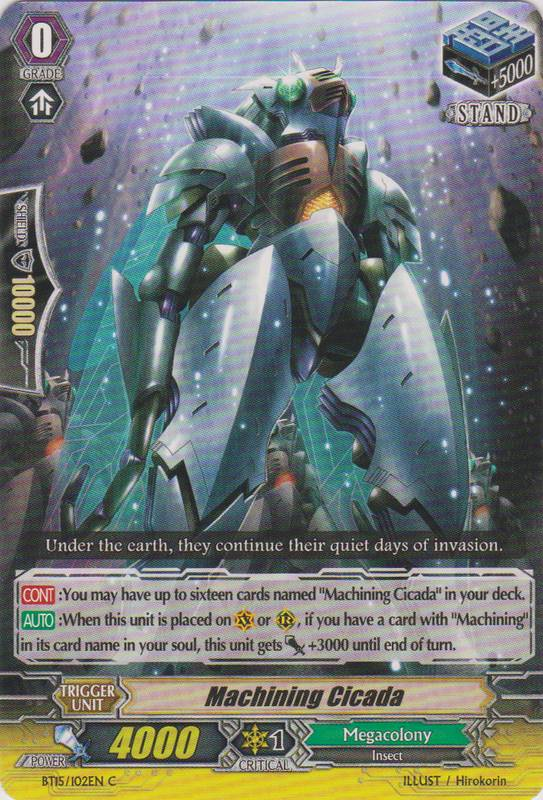 0
GRADE
+5000
STAND
SHIELD
10000
Under the earth, they continue their quiet days of invasion.
CONT :You may have up to sixteen cards named "Machining Cicada" in your deck.
AUTO :When this unit is placed on V or R, if you have a card with "Machining"
in its card name in your soul, this unit gets +3000 until end of turn.
TRIGGER
UNIT
Machining Cicada
POWER
4000
1
CRITICAL
Megacolony
Insect
BT15/102EN C
ILLUST / Hirokorin